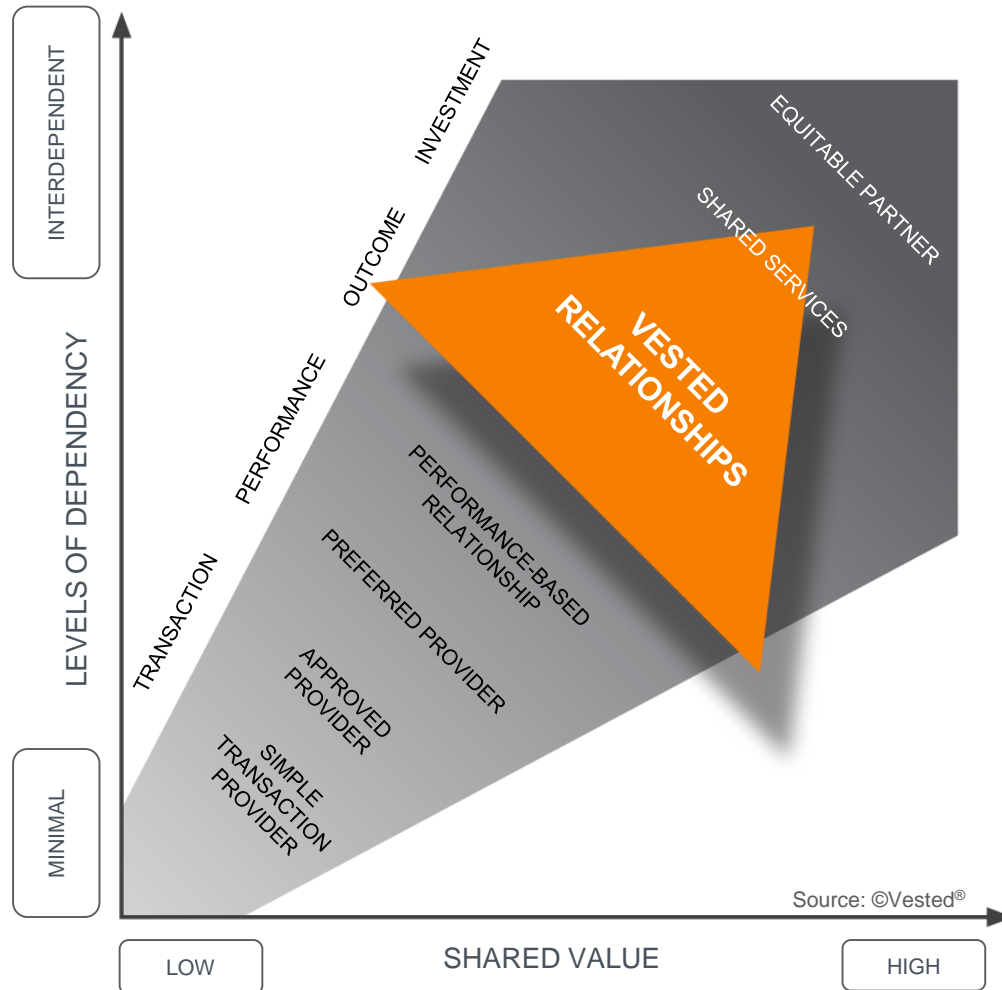 INTERDEPENDENT
LEVELS OF DEPENDENCY
MINIMAL
TRANSACTION
PERFORMANCE
OUTCOME
INVESTMENT
EQUITABLE PARTNER
SHARED SERVICES
VESTED
RELATIONSHIPS
PERFORMANCE-BASED
RELATIONSHIP
PREFERRED PROVIDER
APPROVED
PROVIDER
SIMPLE
TRANSACTION
PROVIDER
Source: ©Vested®
LOW
SHARED VALUE
HIGH